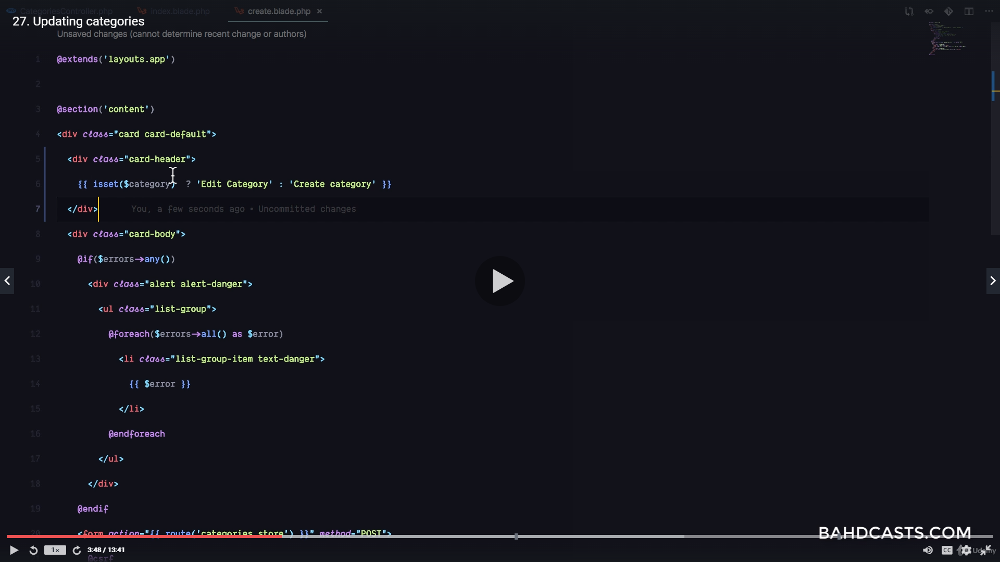 CategoriesController.php index.blade.php create.blade.php ×
27. Updating categories
Unsaved changes (cannot determine recent change or authors)
1 @extends('layouts.app')
2
3 @section('content')
4 <div class="card card-default">
5 <div class="card-header">
6 {{ isset($category) ? 'Edit Category' : 'Create category' }}
7 </div> You, a few seconds ago • Uncommitted changes
8 <div class="card-body">
9 @if($errors->any())
10 <div class="alert alert-danger">
11 <ul class="list-group">
12 @foreach($errors->all() as $error)
13 <li class="list-group-item text-danger">
14 {{ $error }}
15 </li>
16 @endforeach
17 </ul>
18 </div>
19 @endif
20 <form action="{{ route('categories.store') }}" method="POST">
BAHDCASTS.COM
1× 3:48 / 13:41 CC Udemy
@csrf